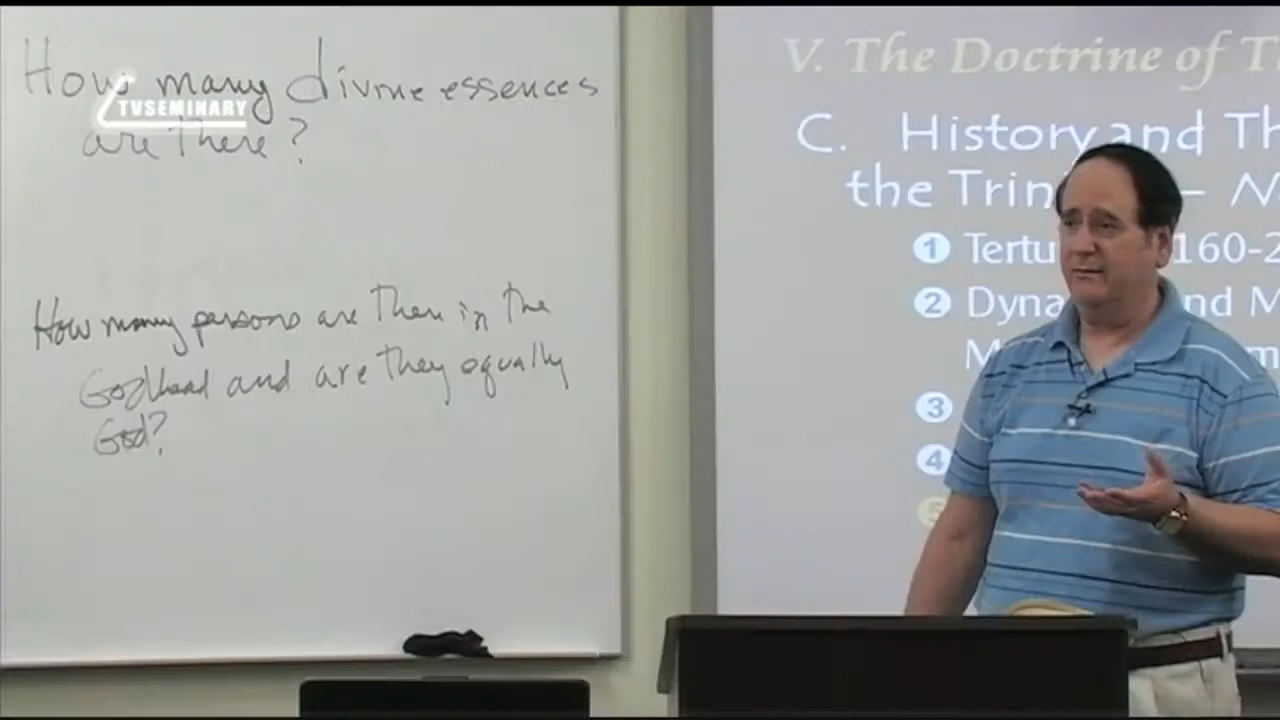 How many divine essences
are there?
TVSEMINARY
How many persons are there in the
Godhead and are they equally
God?
V. The Doctrine of T
C. History and Th
the Trin – N
1 Tertu 160-2
2 Dyna nd M
M m
3
4
5